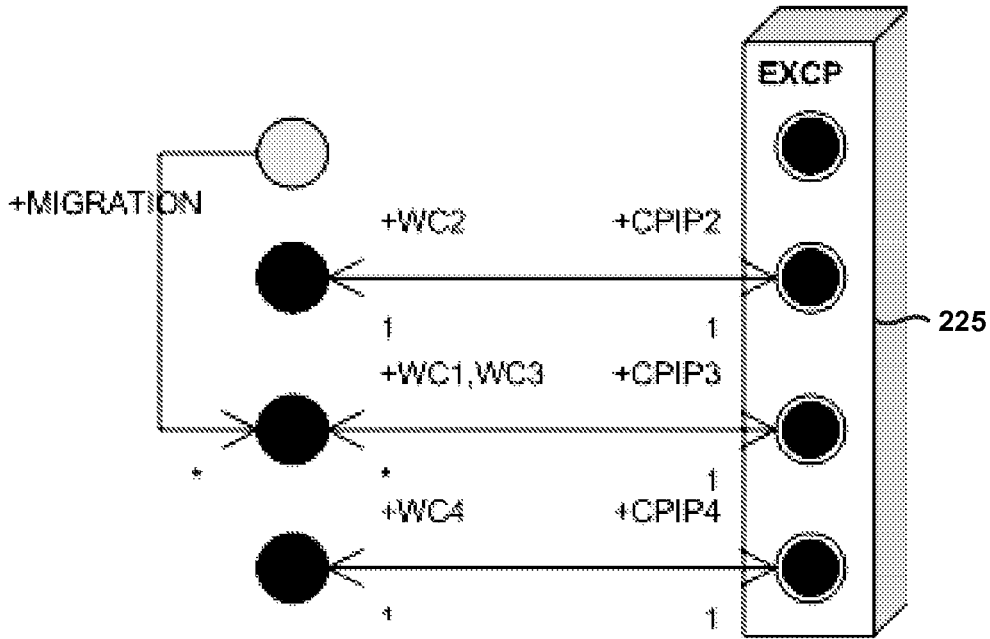 EXCP
+MIGRATION
+WC2 +CPIP2
1 1
225
+WC1,WC3 +CPIP3
* * 1
+WC4 +CPIP4
1 1